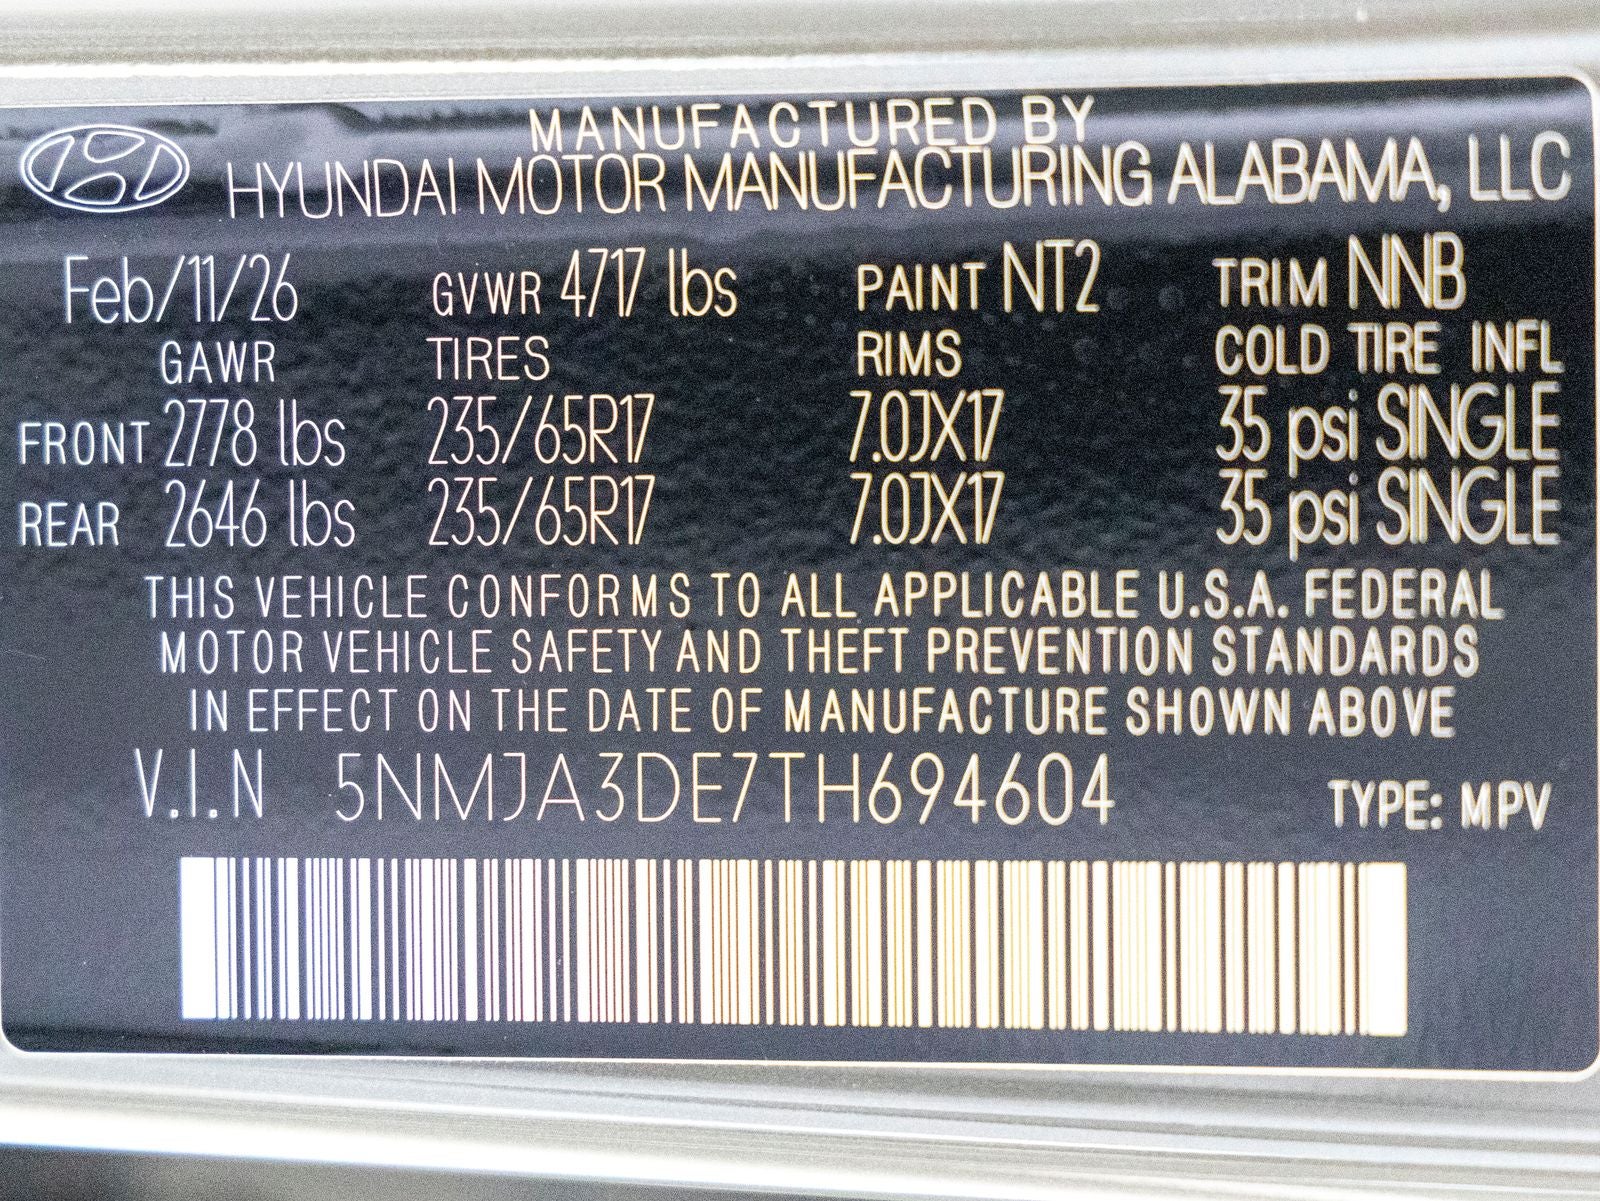 MANUFACTURED BY
HYUNDAI MOTOR MANUFACTURING ALABAMA, LLC
Feb/11/26 GVWR 4717 lbs PAINT NT2 TRIM NNB
GAWR TIRES RIMS COLD TIRE INFL
FRONT 2778 lbs 235/65R17 7.0JX17 35 psi SINGLE
REAR 2646 lbs 235/65R17 7.0JX17 35 psi SINGLE
THIS VEHICLE CONFORMS TO ALL APPLICABLE U.S.A. FEDERAL
MOTOR VEHICLE SAFETY AND THEFT PREVENTION STANDARDS
IN EFFECT ON THE DATE OF MANUFACTURE SHOWN ABOVE
V.I.N 5NMJA3DE7TH694604 TYPE: MPV